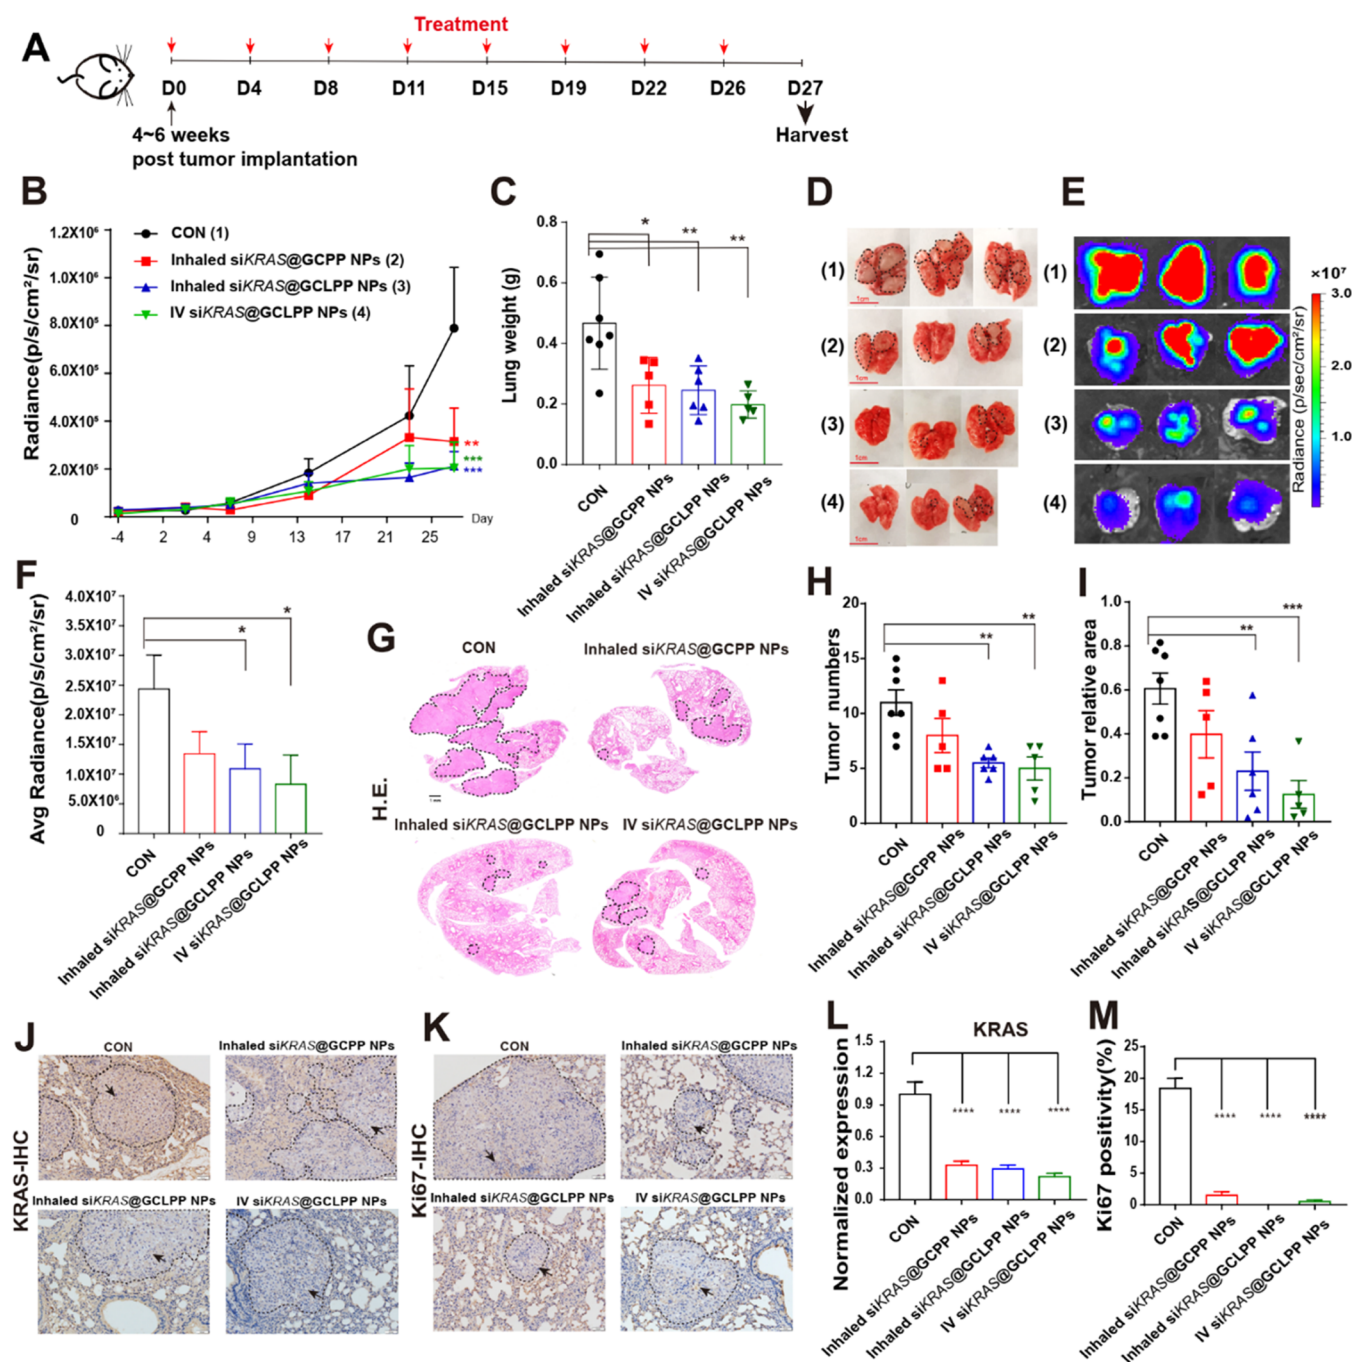 A
Treatment
D0 D4 D8 D11 D15 D19 D22 D26 D27
4~6 weeks
post tumor implantation
Harvest
B
Radiance(p/s/cm²/sr)
1.2X10⁶
1.0X10⁶
8.0X10⁵
6.0X10⁵
4.0X10⁵
2.0X10⁵
0
-4 2 4 9 13 14 17 21 25 Day
CON (1)
Inhaled siKRAS@GCPP NPs (2)
Inhaled siKRAS@GCLPP NPs (3)
IV siKRAS@GCLPP NPs (4)
**
***
***
C
Lung weight (g)
0.8
0.6
0.4
0.2
0.0
*
**
**
CON
Inhaled siKRAS@GCPP NPs
Inhaled siKRAS@GCLPP NPs
IV siKRAS@GCLPP NPs
D
(1)
1cm
(2)
1cm
(3)
1cm
(4)
1cm
E
(1)
(2)
(3)
(4)
×10⁷
3.0
2.0
1.0
Radiance (p/sec/cm²/sr)
F
Avg Radiance(p/s/cm²/sr)
4.0X10⁷
3.5X10⁷
3.0X10⁷
2.5X10⁷
2.0X10⁷
1.5X10⁷
1.0X10⁷
5.0X10⁶
0
*
*
CON
Inhaled siKRAS@GCPP NPs
Inhaled siKRAS@GCLPP NPs
IV siKRAS@GCLPP NPs
G
H.E.
CON
Inhaled siKRAS@GCPP NPs
Inhaled siKRAS@GCLPP NPs
IV siKRAS@GCLPP NPs
H
Tumor numbers
20
15
10
5
0
**
**
CON
Inhaled siKRAS@GCPP NPs
Inhaled siKRAS@GCLPP NPs
IV siKRAS@GCLPP NPs
I
Tumor relative area
1.0
0.8
0.6
0.4
0.2
0.0
***
**
CON
Inhaled siKRAS@GCPP NPs
Inhaled siKRAS@GCLPP NPs
IV siKRAS@GCLPP NPs
J
KRAS-IHC
CON
Inhaled siKRAS@GCPP NPs
Inhaled siKRAS@GCLPP NPs
IV siKRAS@GCLPP NPs
K
Ki67-IHC
CON
Inhaled siKRAS@GCPP NPs
Inhaled siKRAS@GCLPP NPs
IV siKRAS@GCLPP NPs
L
KRAS
Normalized expression
1.5
1.2
0.9
0.6
0.3
0.0
**** **** ****
CON
Inhaled siKRAS@GCPP NPs
Inhaled siKRAS@GCLPP NPs
IV siKRAS@GCLPP NPs
M
Ki67 positivity(%)
25
20
15
10
5
0
**** **** ****
CON
Inhaled siKRAS@GCPP NPs
Inhaled siKRAS@GCLPP NPs
IV siKRAS@GCLPP NPs